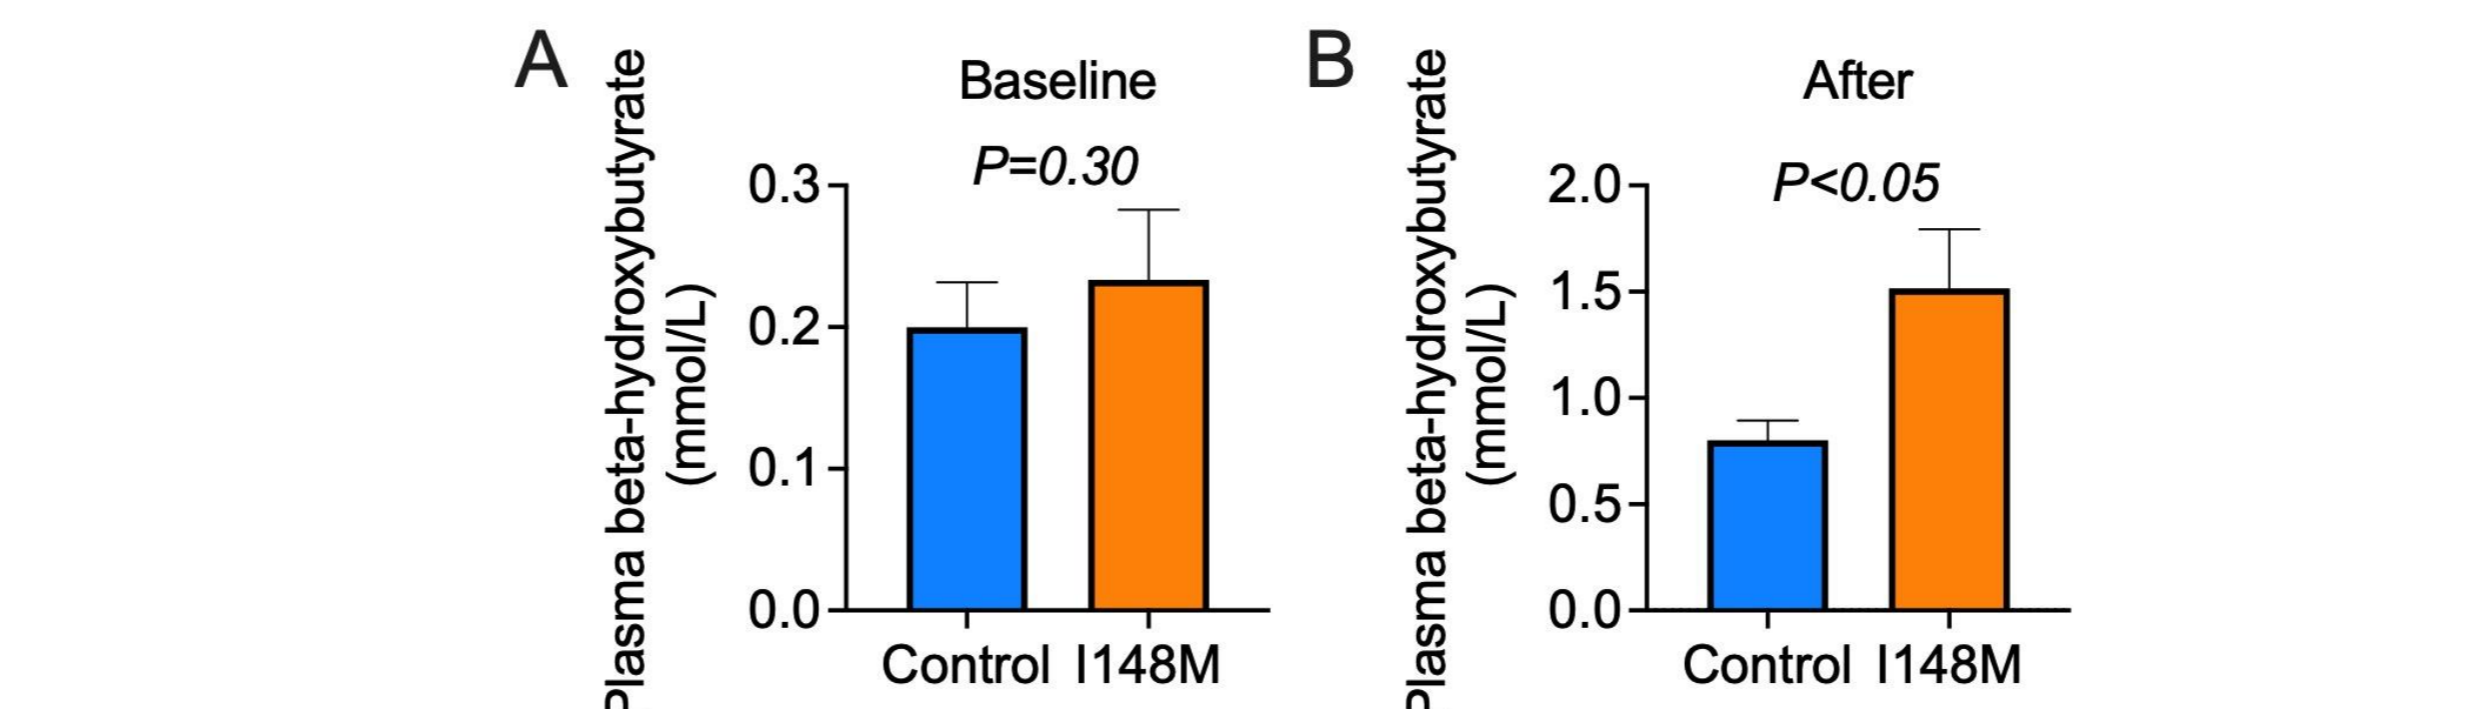 A
Baseline
P=0.30
Plasma beta-hydroxybutyrate
(mmol/L)
0.3
0.2
0.1
0.0
Control I148M
B
After
P<0.05
Plasma beta-hydroxybutyrate
(mmol/L)
2.0
1.5
1.0
0.5
0.0
Control I148M